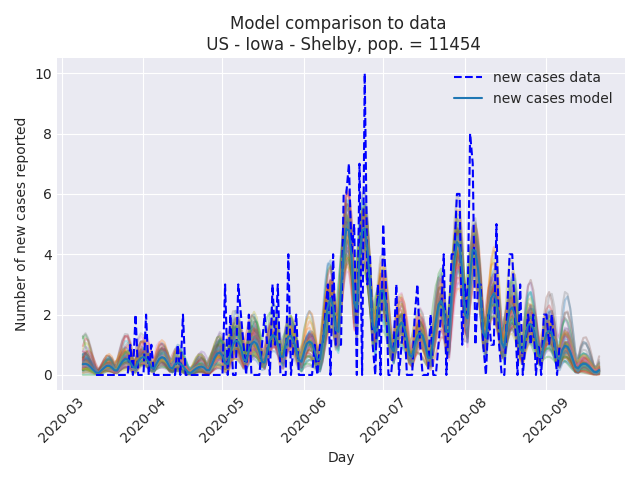 Model comparison to data
US - Iowa - Shelby, pop. = 11454
new cases data
new cases model
Number of new cases reported
10
8
6
4
2
0
2020-03
2020-04
2020-05
2020-06
2020-07
2020-08
2020-09
Day